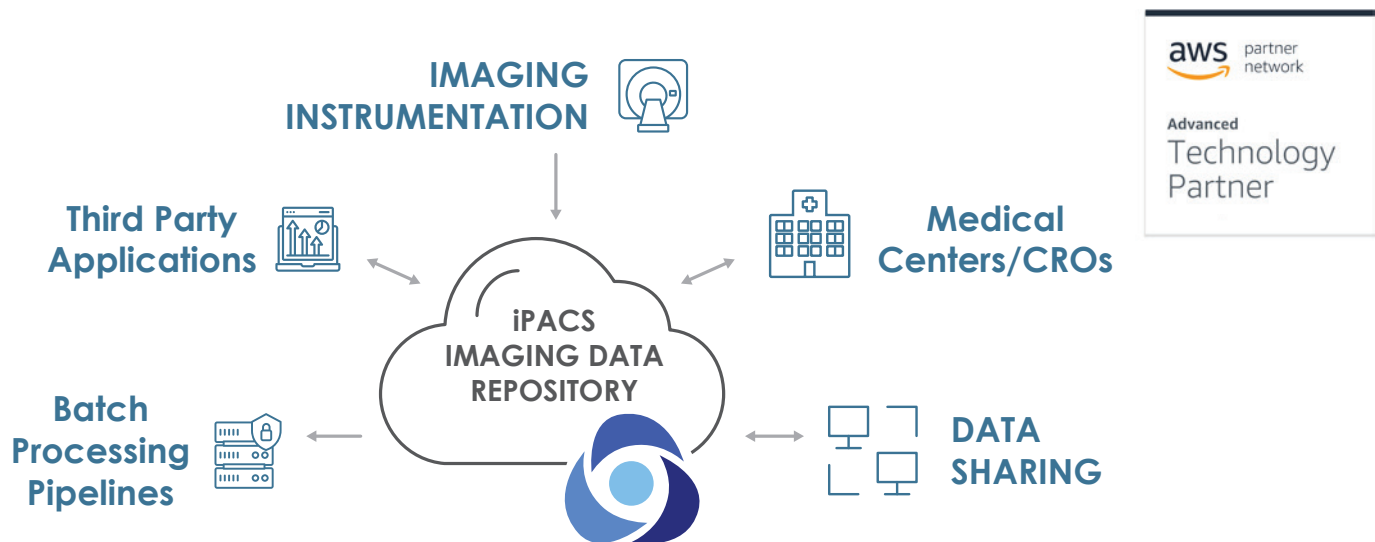 IMAGING
INSTRUMENTATION
aws partner
network
Advanced
Technology
Partner
Third Party
Applications
Medical
Centers/CROs
iPACS
IMAGING DATA
REPOSITORY
Batch
Processing
Pipelines
DATA
SHARING